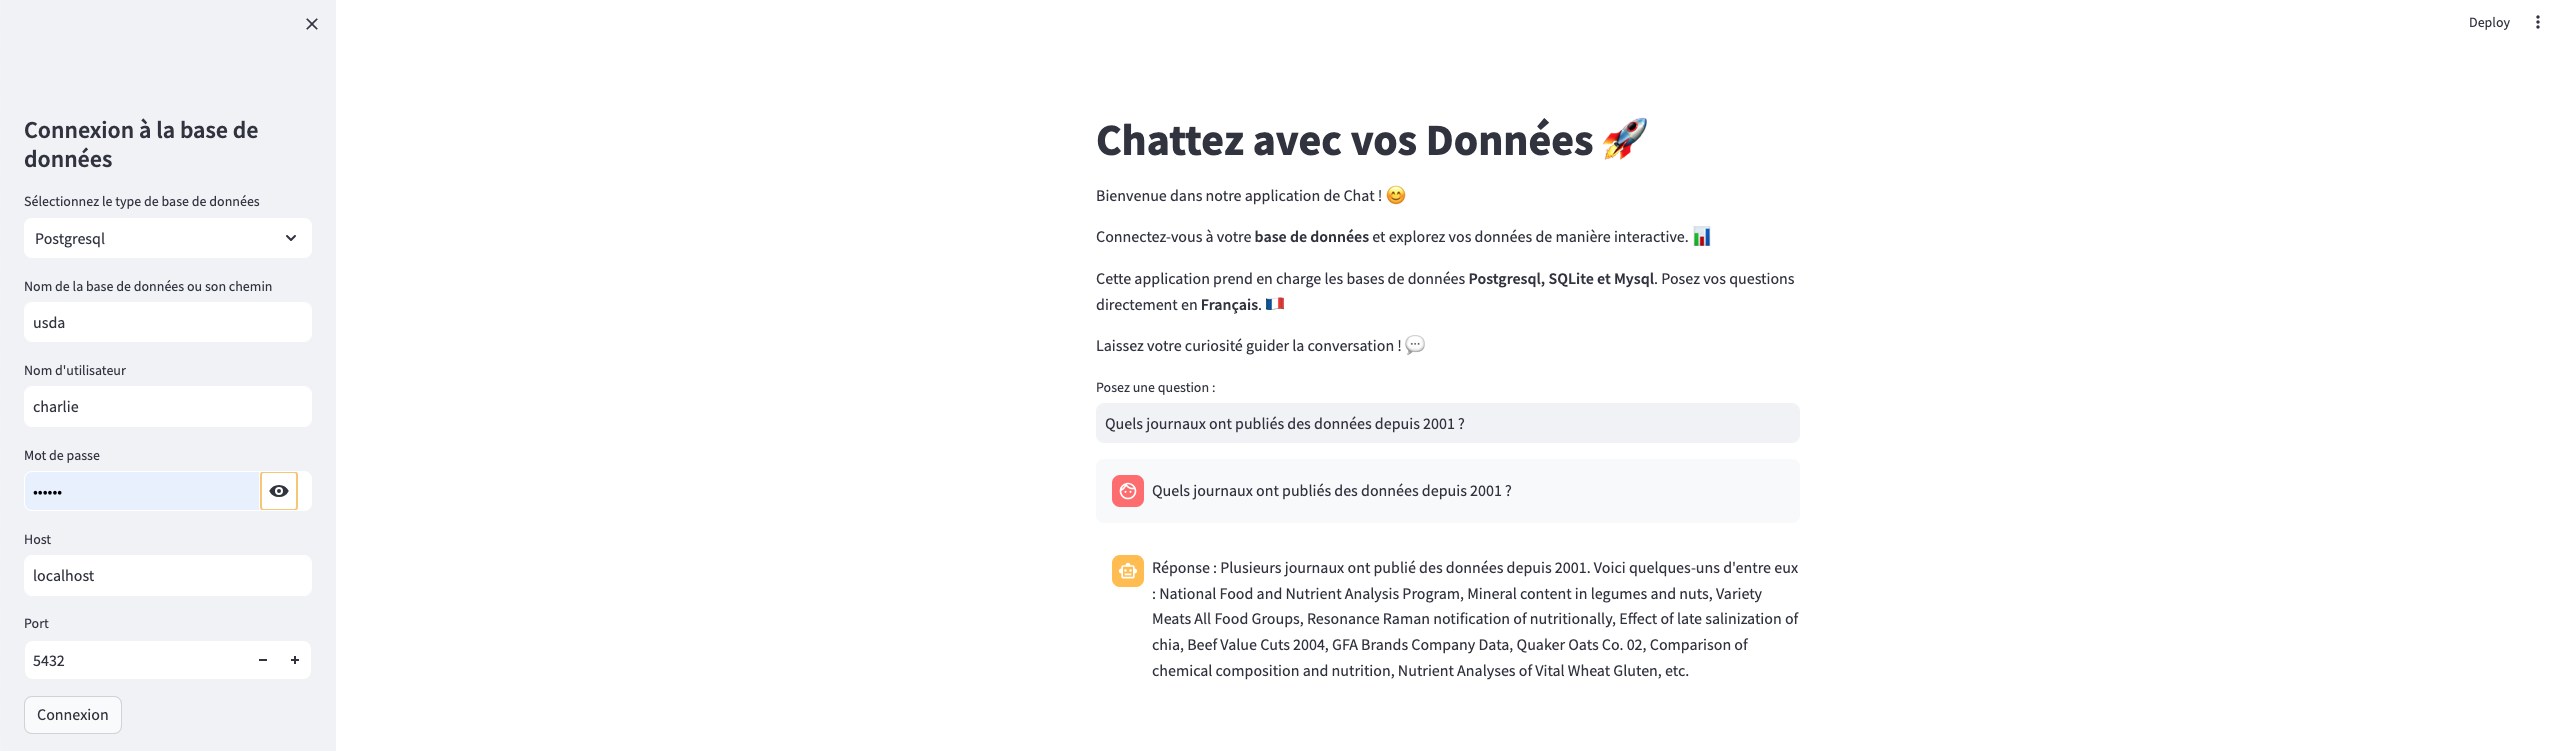 Connexion à la base de
données
Sélectionnez le type de base de données
Postgresql
Nom de la base de données ou son chemin
usda
Nom d'utilisateur
charlie
Mot de passe
••••••
Host
localhost
Port
5432
Connexion
Deploy
Chattez avec vos Données 🚀
Bienvenue dans notre application de Chat ! 😊
Connectez-vous à votre base de données et explorez vos données de manière interactive. 📊
Cette application prend en charge les bases de données Postgresql, SQLite et Mysql. Posez vos questions
directement en Français. 🇫🇷
Laissez votre curiosité guider la conversation ! 💬
Posez une question :
Quels journaux ont publiés des données depuis 2001 ?
Quels journaux ont publiés des données depuis 2001 ?
Réponse : Plusieurs journaux ont publié des données depuis 2001. Voici quelques-uns d'entre eux
: National Food and Nutrient Analysis Program, Mineral content in legumes and nuts, Variety
Meats All Food Groups, Resonance Raman notification of nutritionally, Effect of late salinization of
chia, Beef Value Cuts 2004, GFA Brands Company Data, Quaker Oats Co. 02, Comparison of
chemical composition and nutrition, Nutrient Analyses of Vital Wheat Gluten, etc.